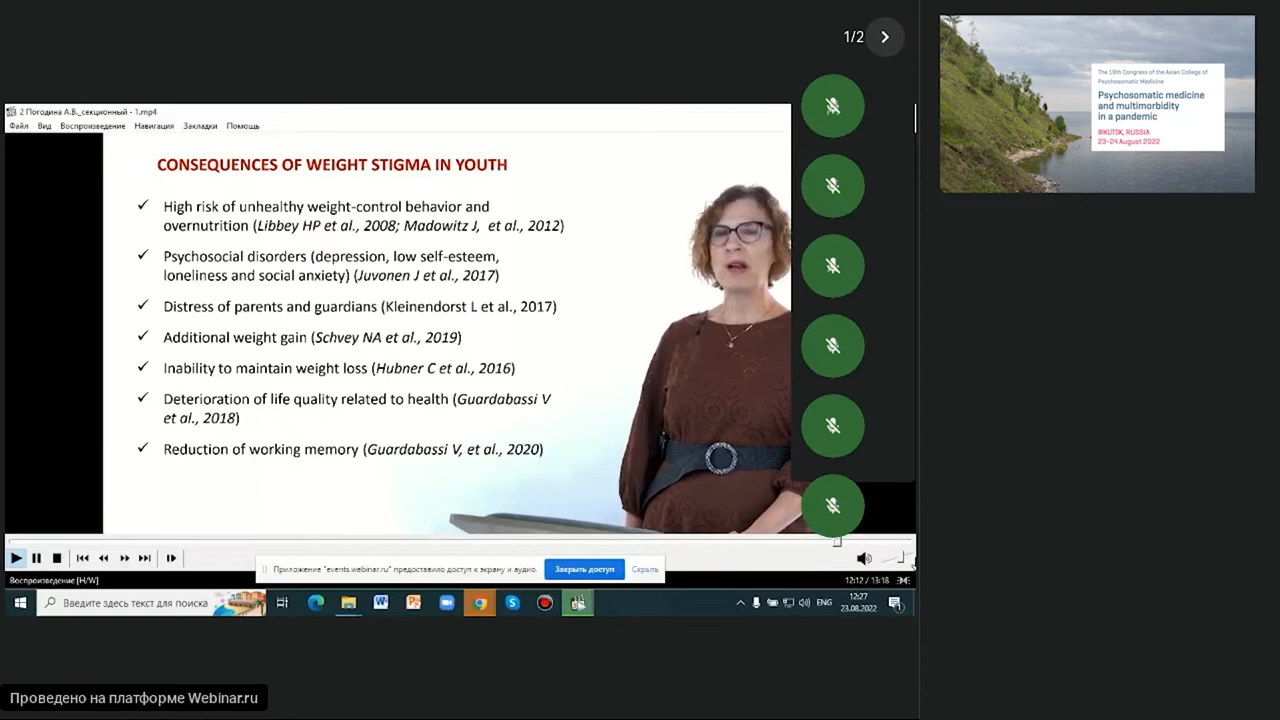 1/2
2 Погодина А.В._секционный - 1.mp4
Файл Вид Воспроизведение Навигация Закладки Помощь
CONSEQUENCES OF WEIGHT STIGMA IN YOUTH
✓ High risk of unhealthy weight-control behavior and
overnutrition (Libbey HP et al., 2008; Madowitz J, et al., 2012)
✓ Psychosocial disorders (depression, low self-esteem,
loneliness and social anxiety) (Juvonen J et al., 2017)
✓ Distress of parents and guardians (Kleinendorst L et al., 2017)
✓ Additional weight gain (Schvey NA et al., 2019)
✓ Inability to maintain weight loss (Hubner C et al., 2016)
✓ Deterioration of life quality related to health (Guardabassi V
et al., 2018)
✓ Reduction of working memory (Guardabassi V, et al., 2020)
Приложение "events.webinar.ru" предоставило доступ к экрану и аудио. Закрыть доступ Скрыть
Воспроизведение [H/W] 12:12 / 13:18
Введите здесь текст для поиска
ENG
12:27
23.08.2022
The 19th Congress of the Asian College of
Psychosomatic Medicine
Psychosomatic medicine
and multimorbidity
in a pandemic
IRKUTSK, RUSSIA
23-24 August 2022
Проведено на платформе Webinar.ru